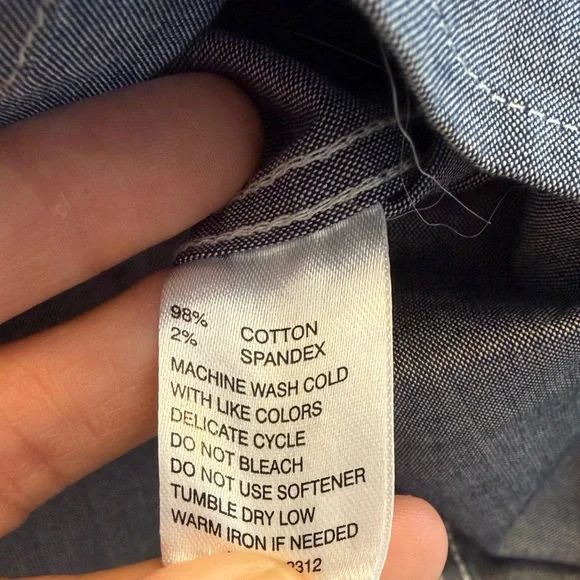 98% COTTON
2% SPANDEX
MACHINE WASH COLD
WITH LIKE COLORS
DELICATE CYCLE
DO NOT BLEACH
DO NOT USE SOFTENER
TUMBLE DRY LOW
WARM IRON IF NEEDED